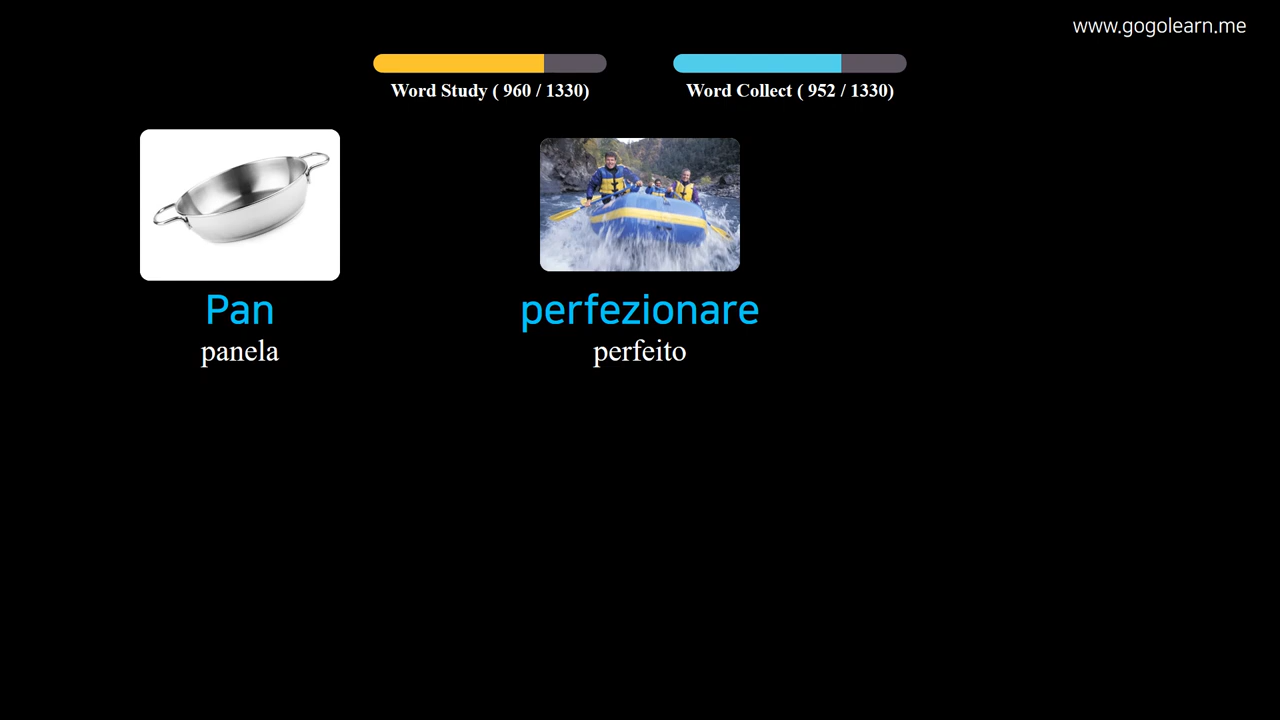 www.gogolearn.me
Word Study ( 960 / 1330)
Word Collect ( 952 / 1330)
Pan
panela
perfezionare
perfeito